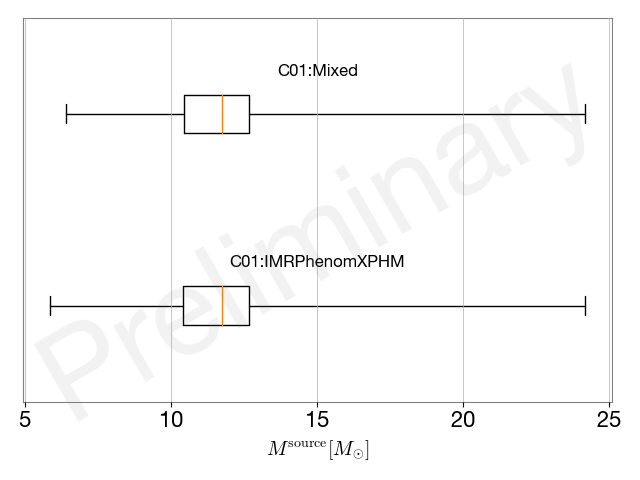 C01:Mixed
C01:IMRPhenomXPHM
Preliminary
5 10 15 20 25
M^source [M_⊙]